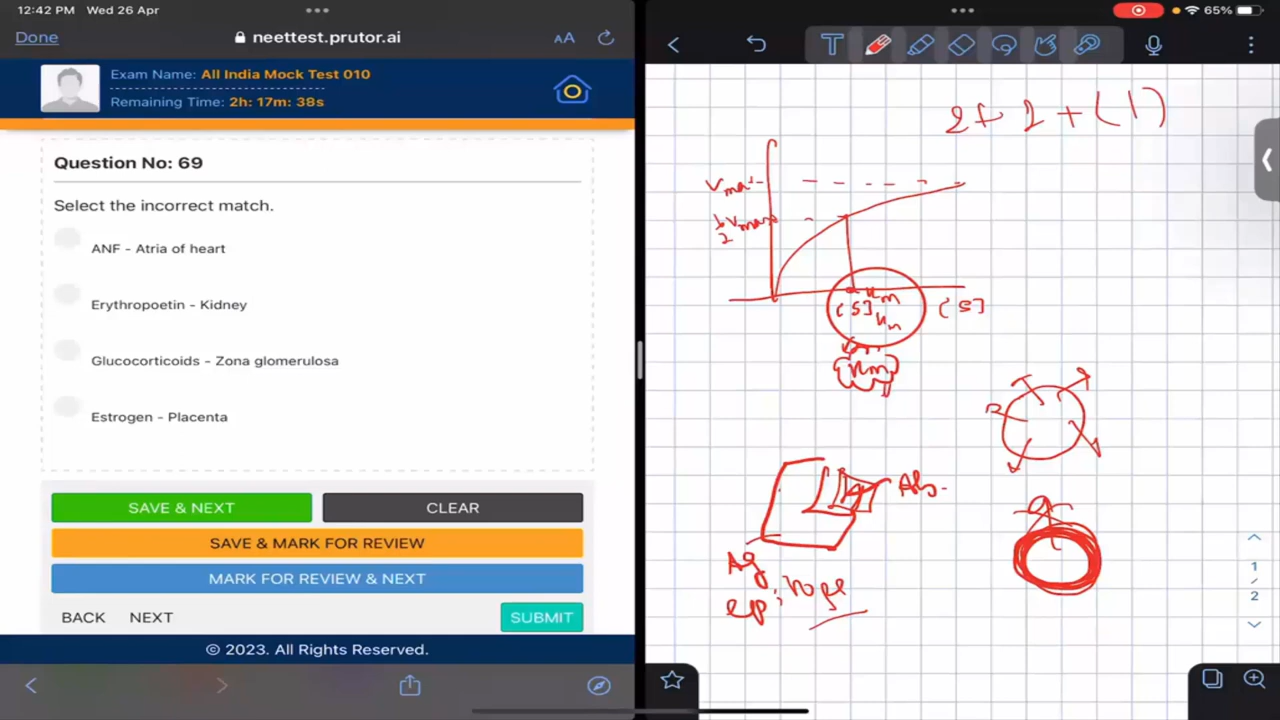 12:42 PM Wed 26 Apr
65%
Done
neettest.prutor.ai
AA
Exam Name: All India Mock Test 010
Remaining Time: 2h: 17m: 38s
Question No: 69
Select the incorrect match.
ANF - Atria of heart
Erythropoetin - Kidney
Glucocorticoids - Zona glomerulosa
Estrogen - Placenta
SAVE & NEXT
CLEAR
SAVE & MARK FOR REVIEW
MARK FOR REVIEW & NEXT
BACK
NEXT
SUBMIT
© 2023. All Rights Reserved.
T
2 + 2 + (1)
Vmax
1/2 Vmax
[S]
[S]
Km
Ag
1
/
2